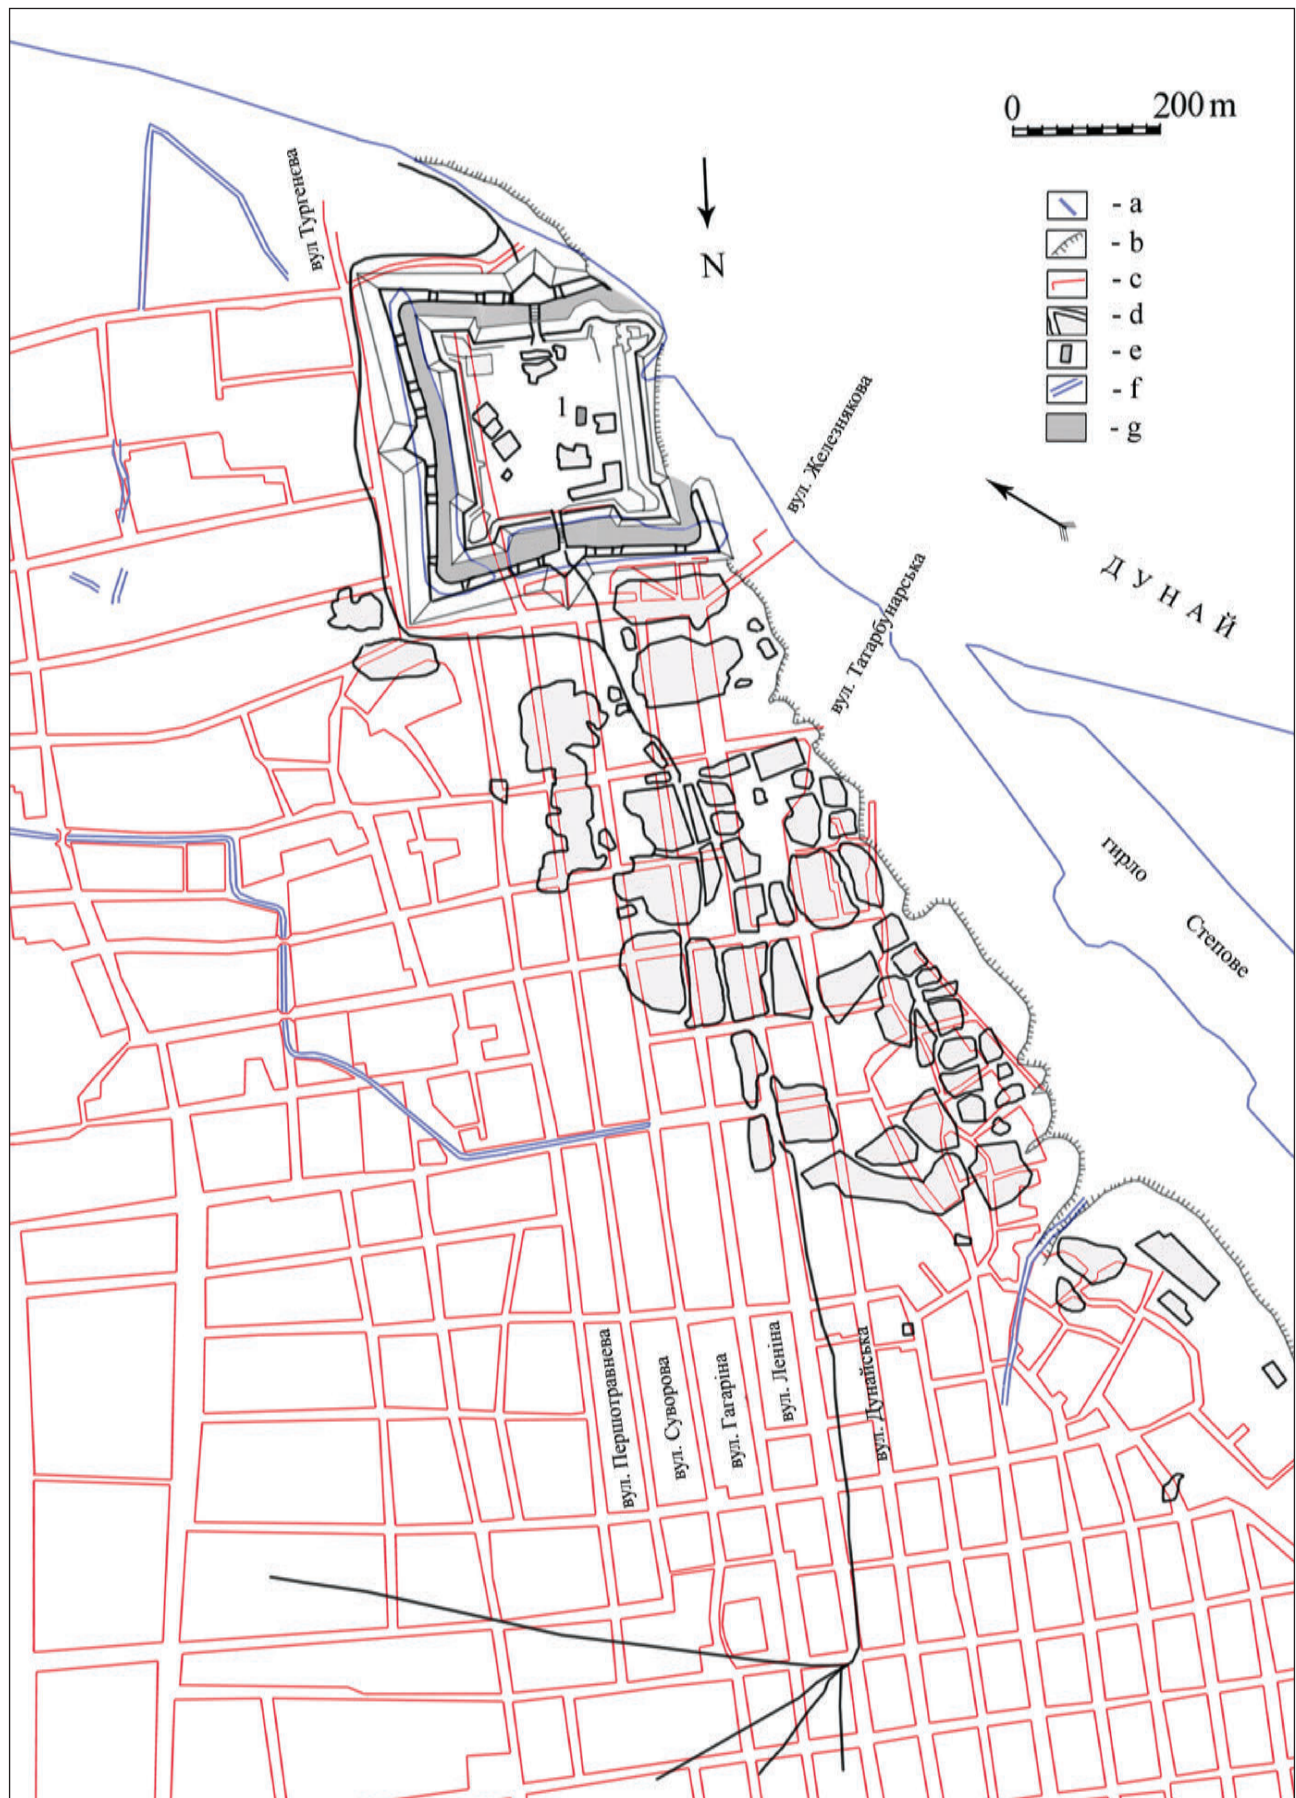 0 200 m
- a
- b
- c
- d
- e
- f
- g
N
1
вул. Тургенєва
вул. Железнякова
вул. Татарбунарська
ДУНАЙ
гирло
Степове
вул. Першотравнева
вул. Суворова
вул. Гагаріна
вул. Леніна
вул. Дунайська